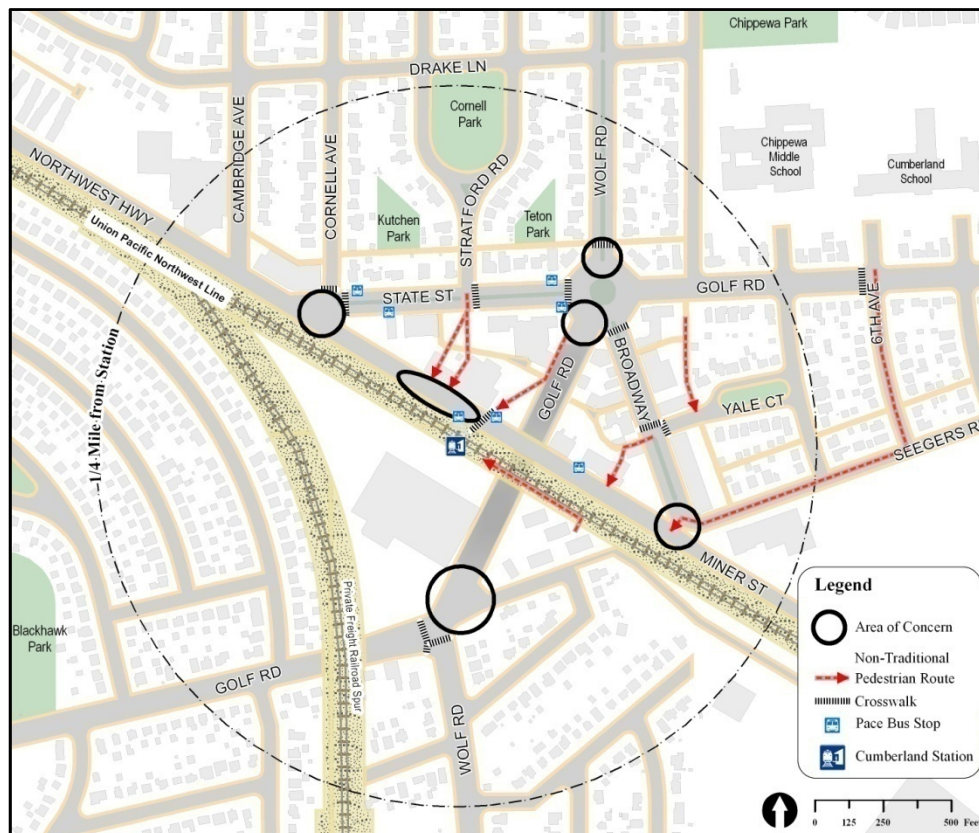 Chippewa Park
DRAKE LN
Cornell
Park
CAMBRIDGE AVE
CORNELL AVE
STRATFORD RD
WOLF RD
Chippewa
Middle
School
Cumberland
School
NORTHWEST HWY
Union Pacific Northwest Line
Kutchen
Park
Teton
Park
STATE ST
GOLF RD
6TH AVE
1/4 Mile from Station
GOLF RD
BROADWAY
YALE CT
SEEGERS R
MINER ST
Private Freight Railroad Spur
Blackhawk
Park
GOLF RD
WOLF RD
Legend
Area of Concern
Non-Traditional
Pedestrian Route
Crosswalk
Pace Bus Stop
Cumberland Station
0 125 250 500 Fee